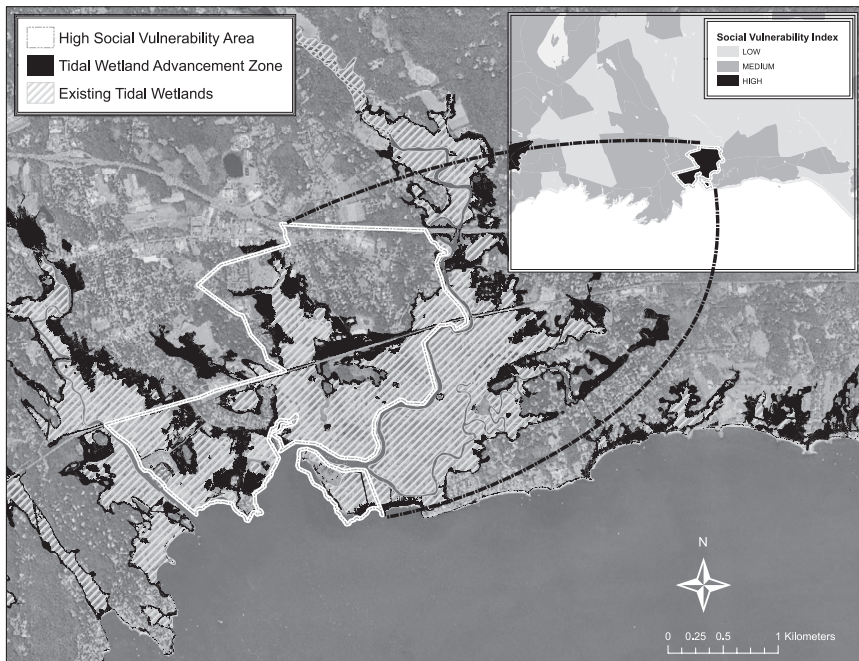 High Social Vulnerability Area
Tidal Wetland Advancement Zone
Existing Tidal Wetlands
Social Vulnerability Index
LOW
MEDIUM
HIGH
N
0 0.25 0.5 1 Kilometers